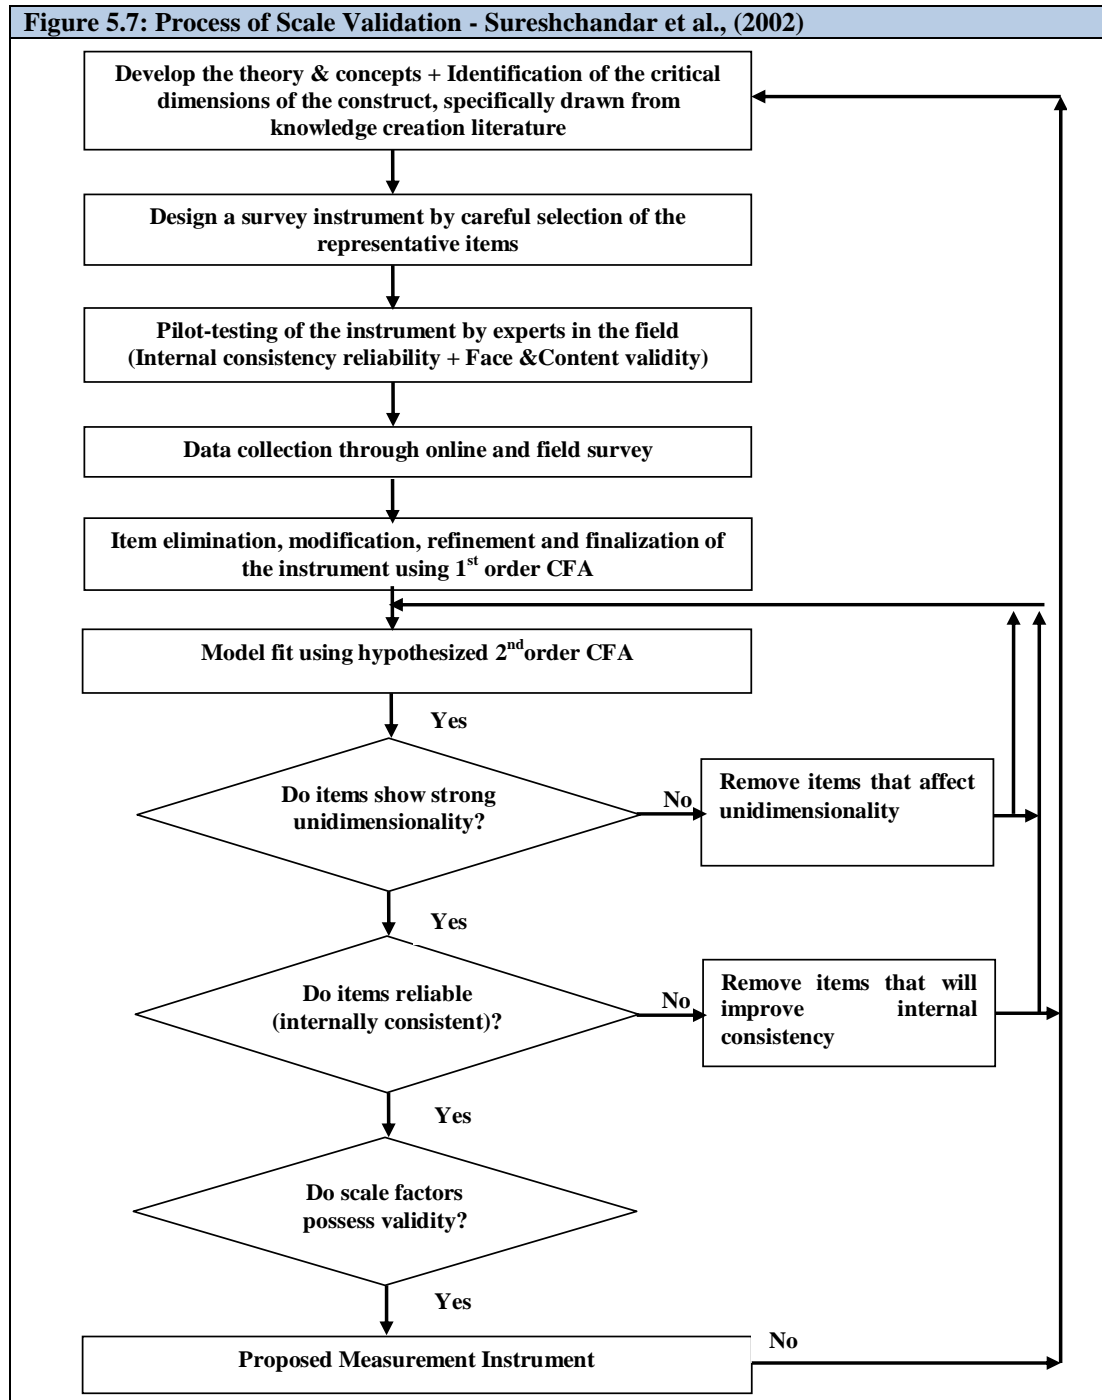 Figure 5.7: Process of Scale Validation - Sureshchandar et al., (2002)
Develop the theory & concepts + Identification of the critical
dimensions of the construct, specifically drawn from
knowledge creation literature
Design a survey instrument by careful selection of the
representative items
Pilot-testing of the instrument by experts in the field
(Internal consistency reliability + Face &Content validity)
Data collection through online and field survey
Item elimination, modification, refinement and finalization of
the instrument using 1st order CFA
Model fit using hypothesized 2nd order CFA
Yes
Do items show strong
unidimensionality?
No
Remove items that affect
unidimensionality
Yes
Do items reliable
(internally consistent)?
No
Remove items that will
improve internal
consistency
Yes
Do scale factors
possess validity?
Yes
Proposed Measurement Instrument
No